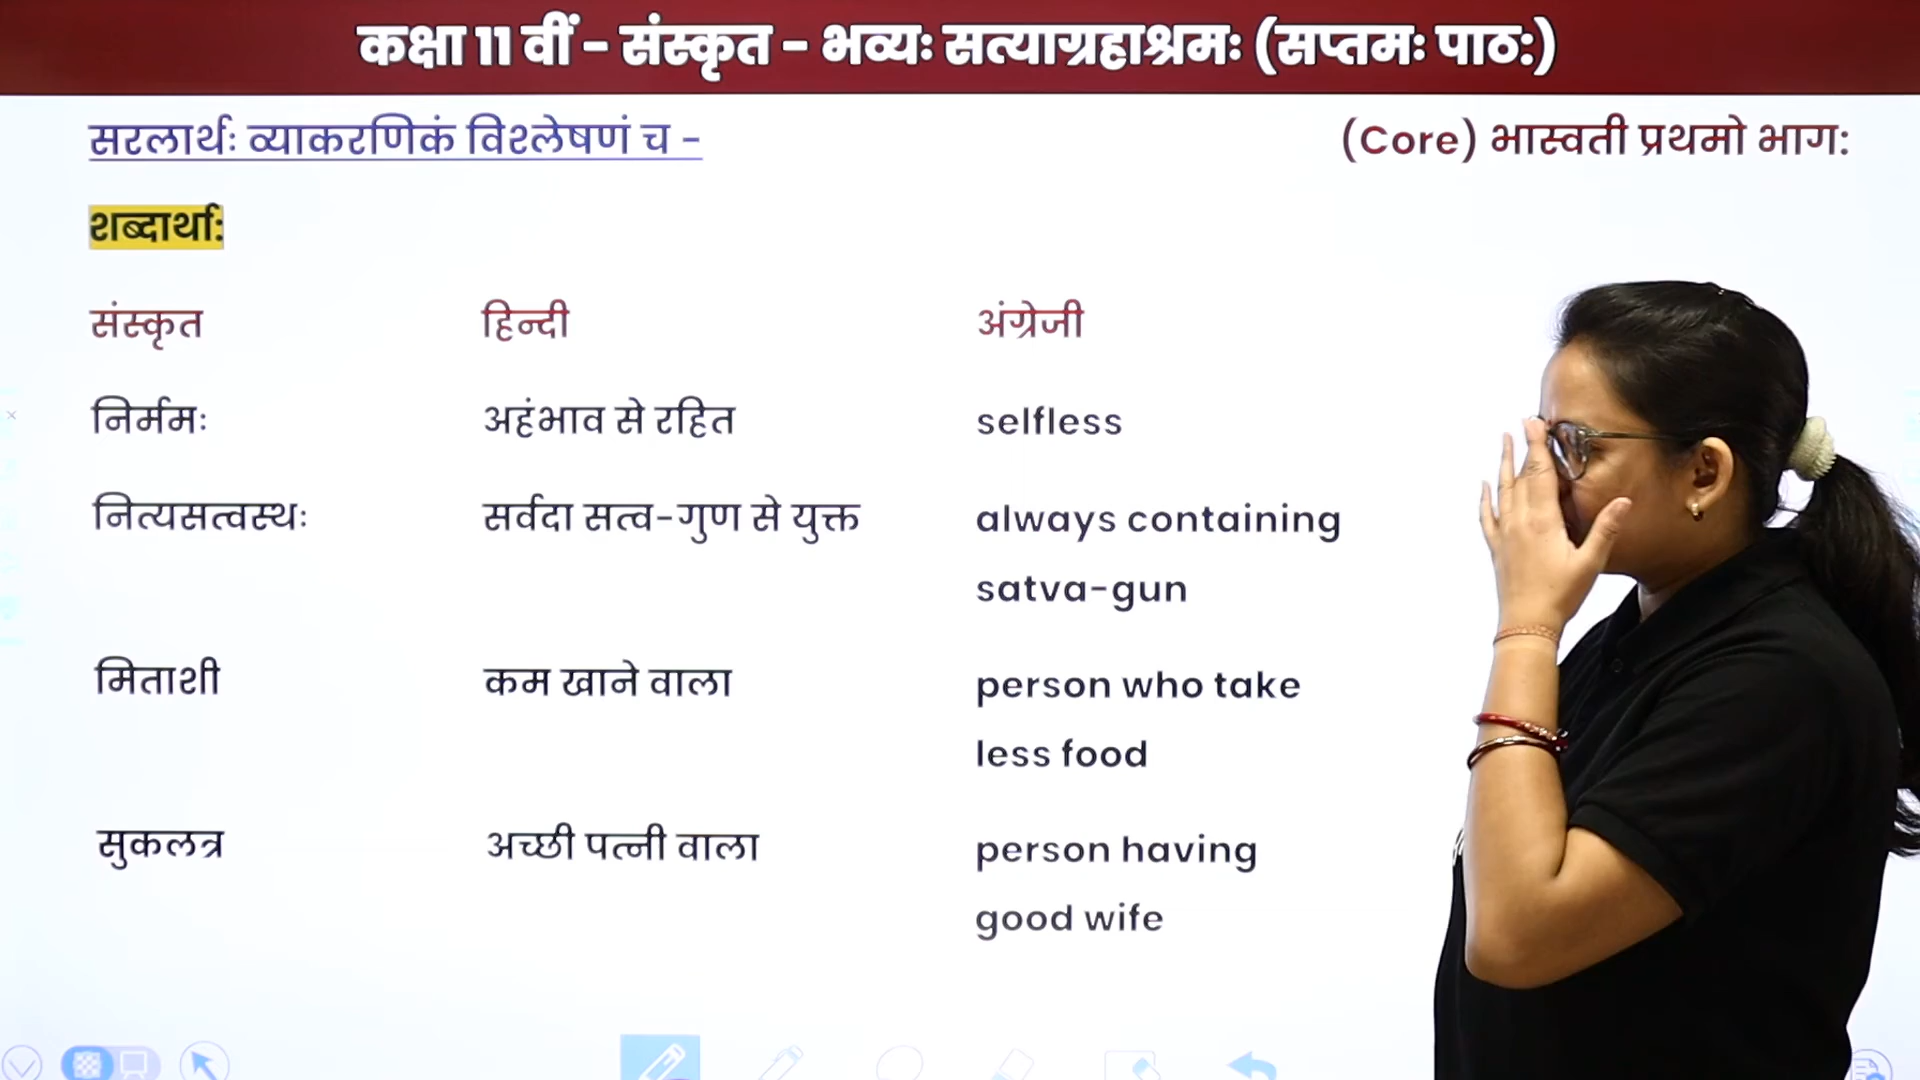 कक्षा 11 वीं - संस्कृत - भव्यः सत्याग्रहाश्रमः (सप्तमः पाठः)
सरलार्थः व्याकरणिकं विश्लेषणं च - (Core) भास्वती प्रथमो भागः
शब्दार्थाः
संस्कृत हिन्दी अंग्रेजी
निर्ममः अहंभाव से रहित selfless
नित्यसत्वस्थः सर्वदा सत्व-गुण से युक्त always containing
satva-gun
मिताशी कम खाने वाला person who take
less food
सुकलत्र अच्छी पत्नी वाला person having
good wife